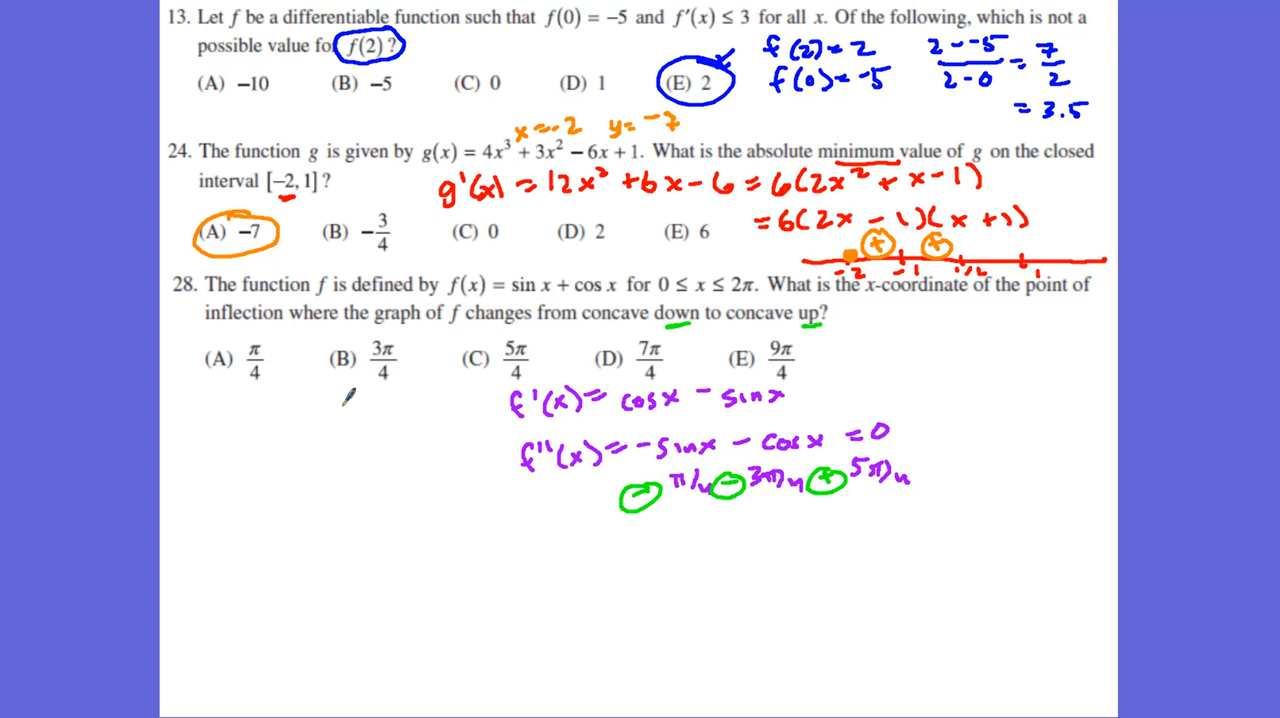 13. Let f be a differentiable function such that f(0) = −5 and f′(x) ≤ 3 for all x. Of the following, which is not a
possible value for f(2)?
f(2) = 2
f(0) = -5
2 - -5 / 2 - 0 = 7/2
= 3.5
(A) −10 (B) −5 (C) 0 (D) 1 (E) 2
x = -2 y = -7
24. The function g is given by g(x) = 4x³ + 3x² − 6x + 1. What is the absolute minimum value of g on the closed
interval [−2, 1]?
g'(x) = 12x² + 6x - 6 = 6(2x² + x - 1)
= 6(2x - 1)(x + 1)
(A) −7 (B) −3/4 (C) 0 (D) 2 (E) 6
+ +
-2 -1 1/2 1
28. The function f is defined by f(x) = sin x + cos x for 0 ≤ x ≤ 2π. What is the x-coordinate of the point of
inflection where the graph of f changes from concave down to concave up?
(A) π/4 (B) 3π/4 (C) 5π/4 (D) 7π/4 (E) 9π/4
f'(x) = cos x - sin x
f''(x) = -sin x - cos x = 0
- π/4 - 3π/4 + 5π/4